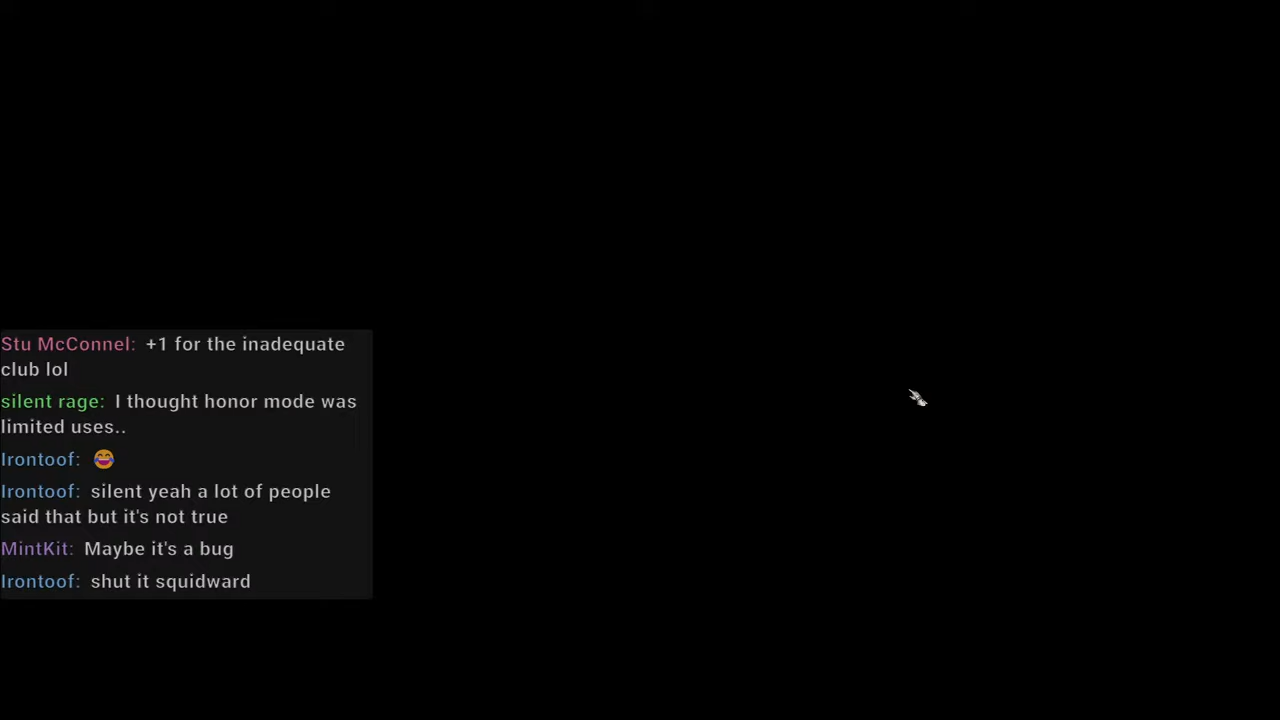 Stu McConnel: +1 for the inadequate
club lol
silent rage: I thought honor mode was
limited uses..
Irontoof: 😂
Irontoof: silent yeah a lot of people
said that but it's not true
MintKit: Maybe it's a bug
Irontoof: shut it squidward